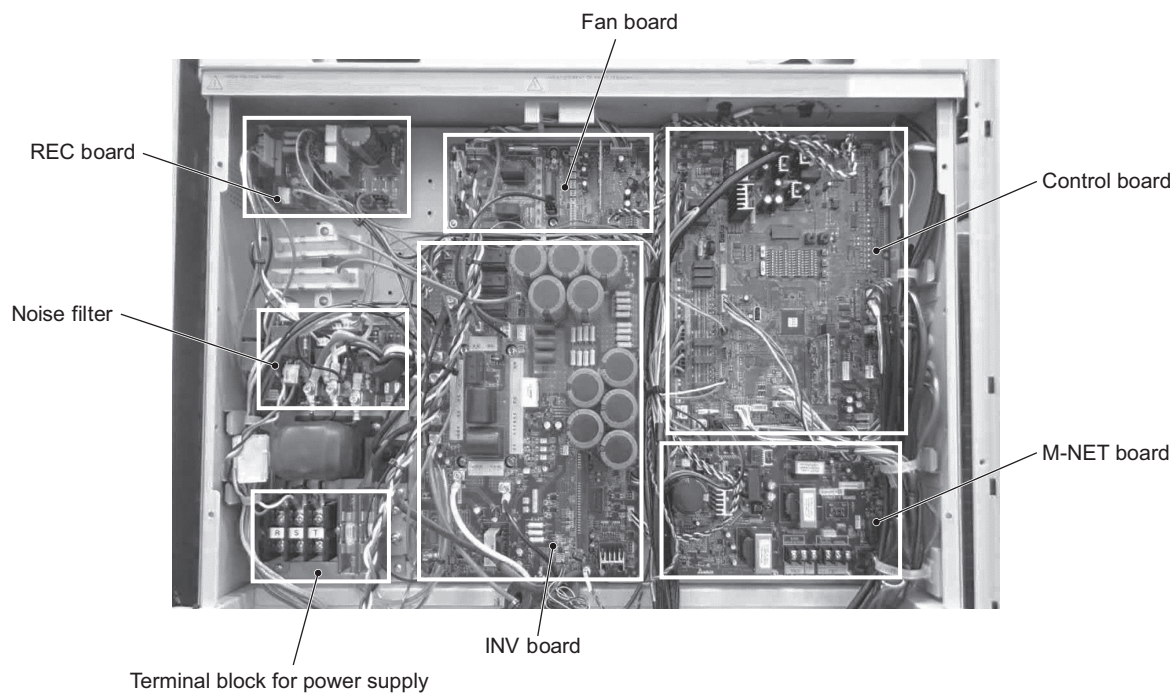 Fan board
REC board
Control board
Noise filter
M-NET board
R S T
INV board
Terminal block for power supply